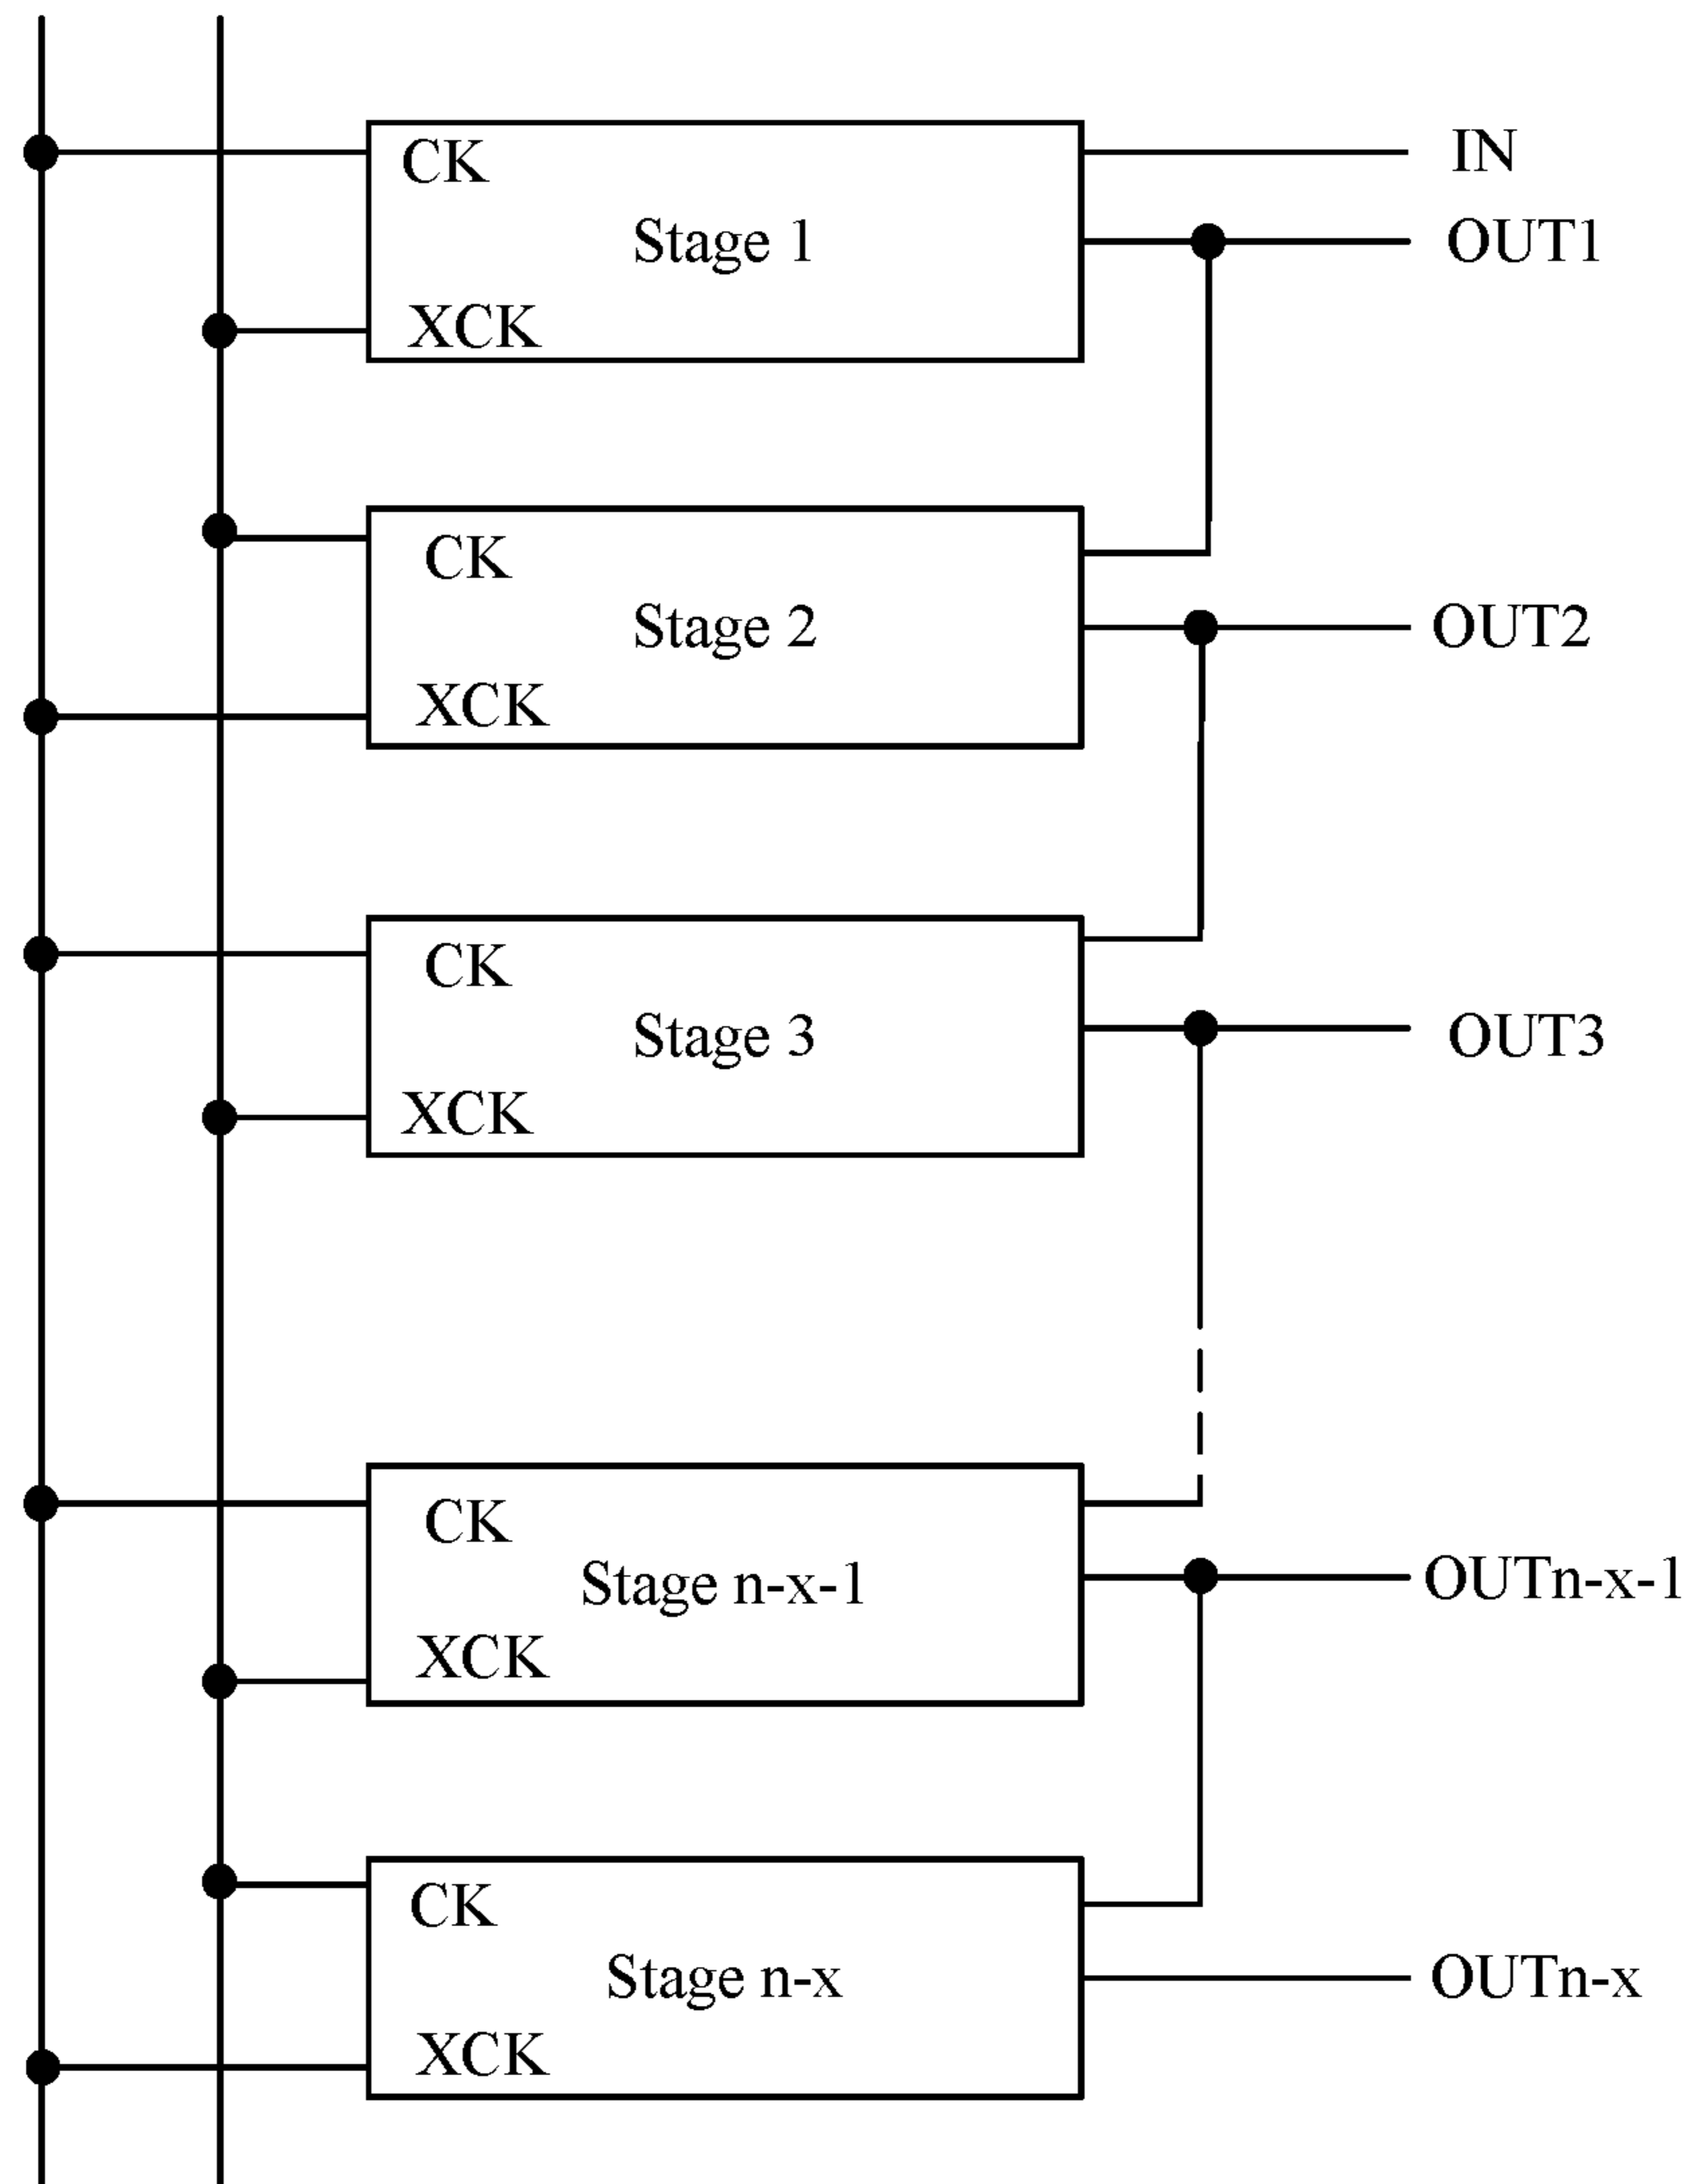 CK
IN
Stage 1
OUT1
XCK
CK
Stage 2
OUT2
XCK
CK
Stage 3
OUT3
XCK
CK
Stage n-x-1
OUTn-x-1
XCK
CK
Stage n-x
OUTn-x
XCK